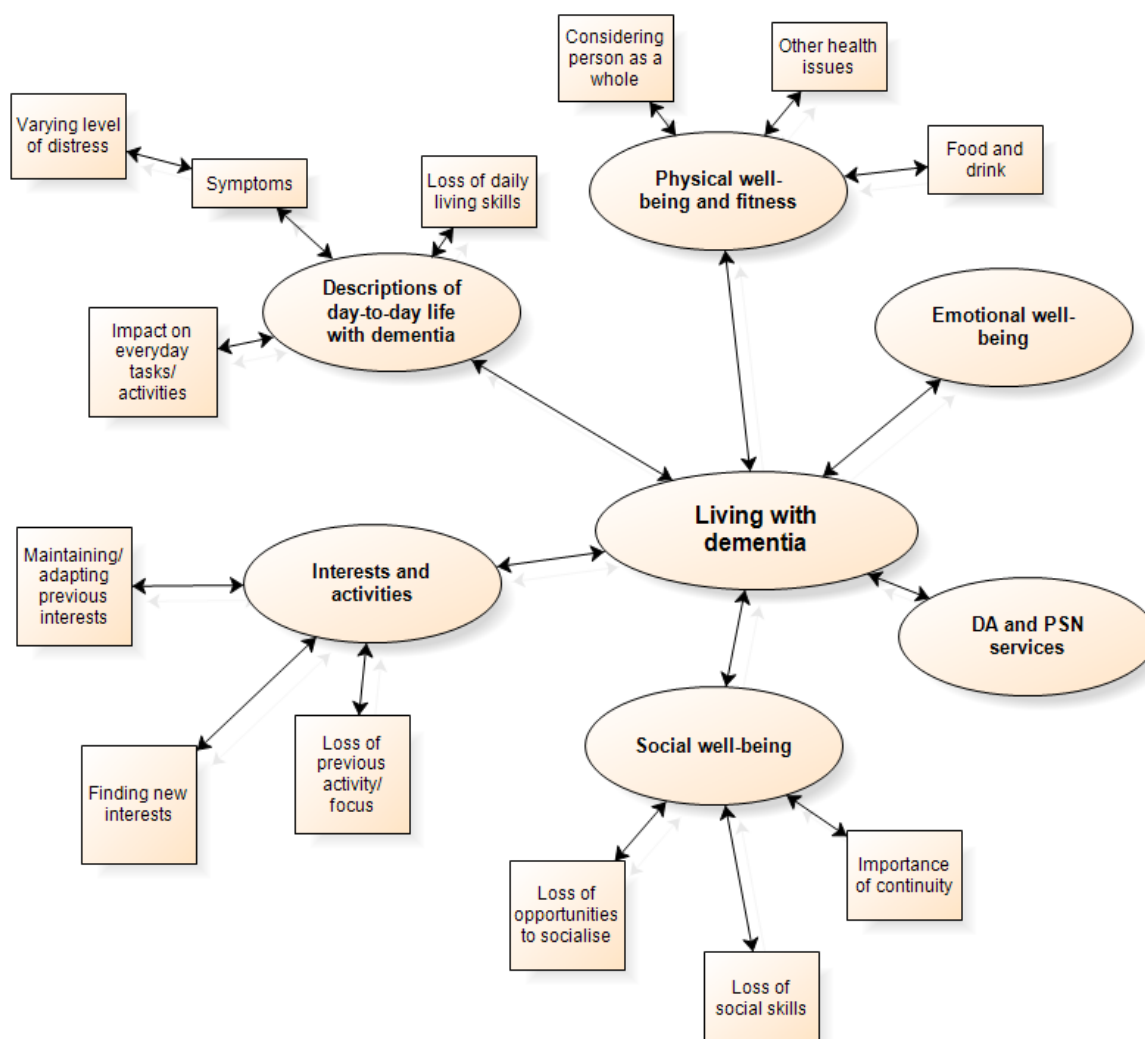 Considering
person as a
whole
Other health
issues
Varying level
of distress
Symptoms
Loss of daily
living skills
Physical well-
being and fitness
Food and
drink
Descriptions of
day-to-day life
with dementia
Emotional well-
being
Impact on
everyday
tasks/
activities
Living with
dementia
Maintaining/
adapting
previous
interests
Interests and
activities
DA and PSN
services
Finding new
interests
Loss of
previous
activity/
focus
Social well-being
Loss of
opportunities
to socialise
Importance
of continuity
Loss of
social skills